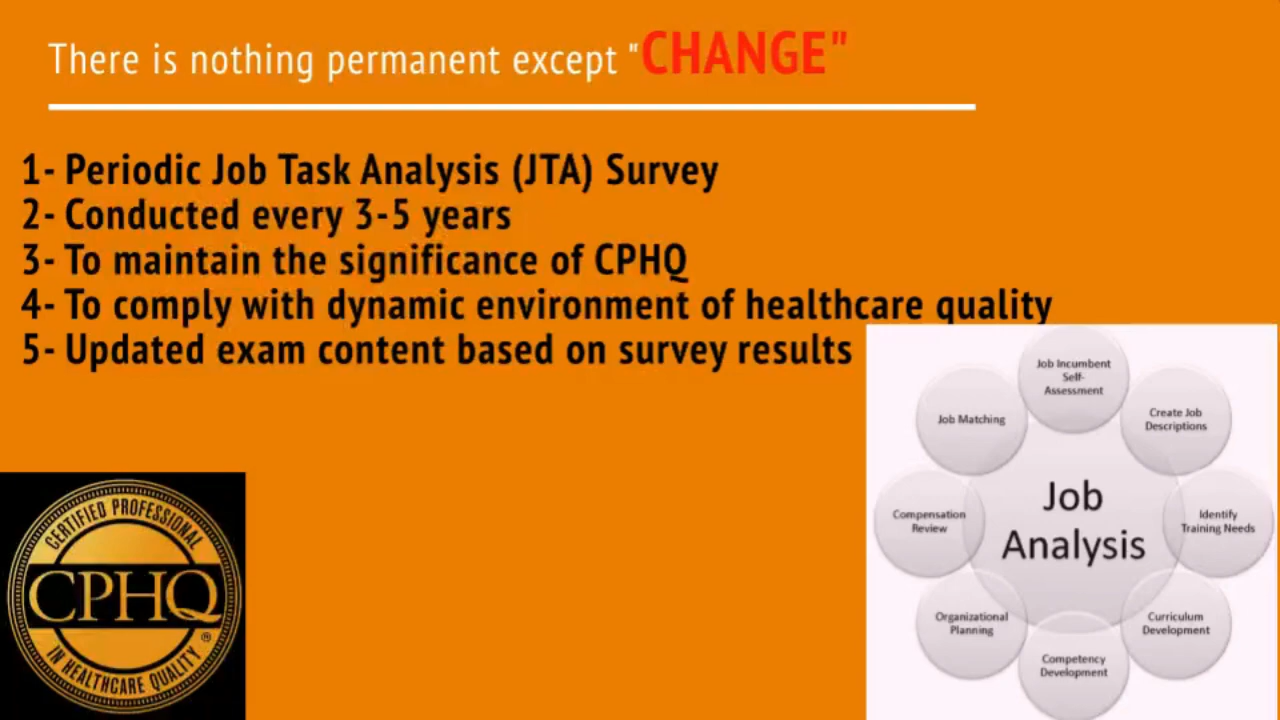 There is nothing permanent except "CHANGE"
1- Periodic Job Task Analysis (JTA) Survey
2- Conducted every 3-5 years
3- To maintain the significance of CPHQ
4- To comply with dynamic environment of healthcare quality
5- Updated exam content based on survey results
Job Incumbent
Self-
Assessment
Create Job
Descriptions
Identify
Training Needs
Curriculum
Development
Competency
Development
Organizational
Planning
Compensation
Review
Job Matching
Job
Analysis
CERTIFIED PROFESSIONAL
CPHQ
®
IN HEALTHCARE QUALITY